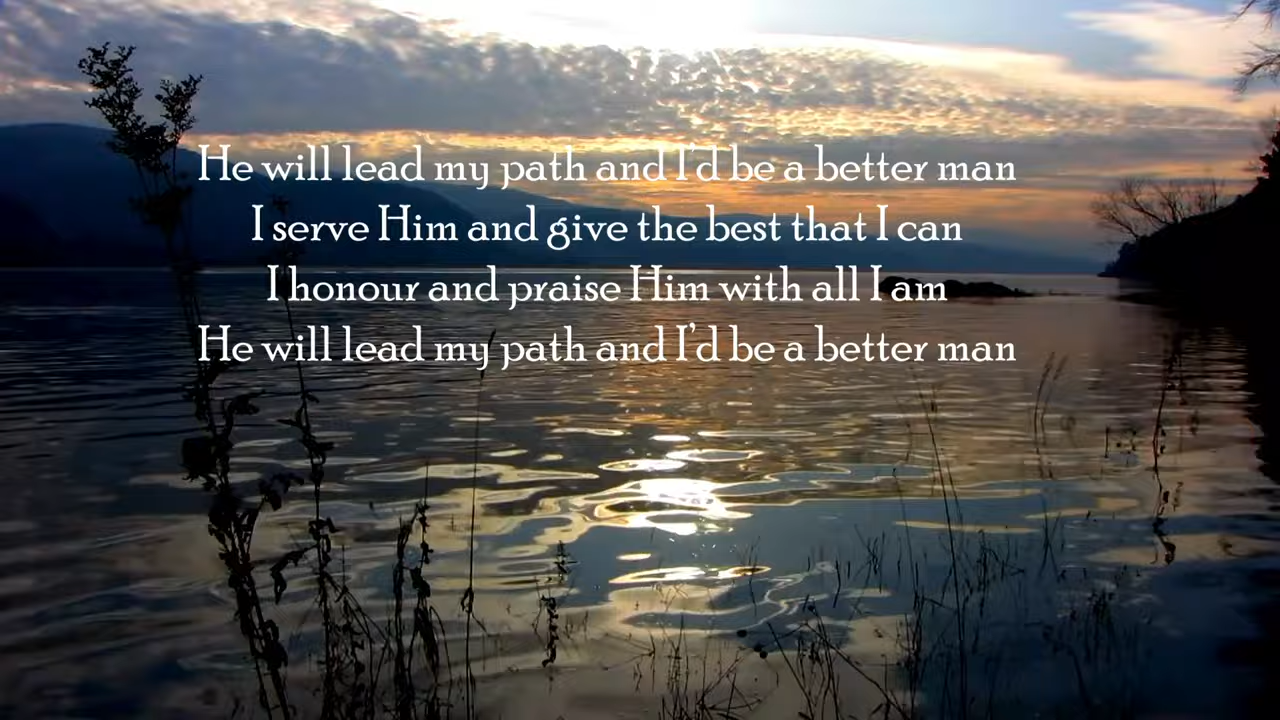 He will lead my path and I'd be a better man
I serve Him and give the best that I can
I honour and praise Him with all I am
He will lead my path and I'd be a better man